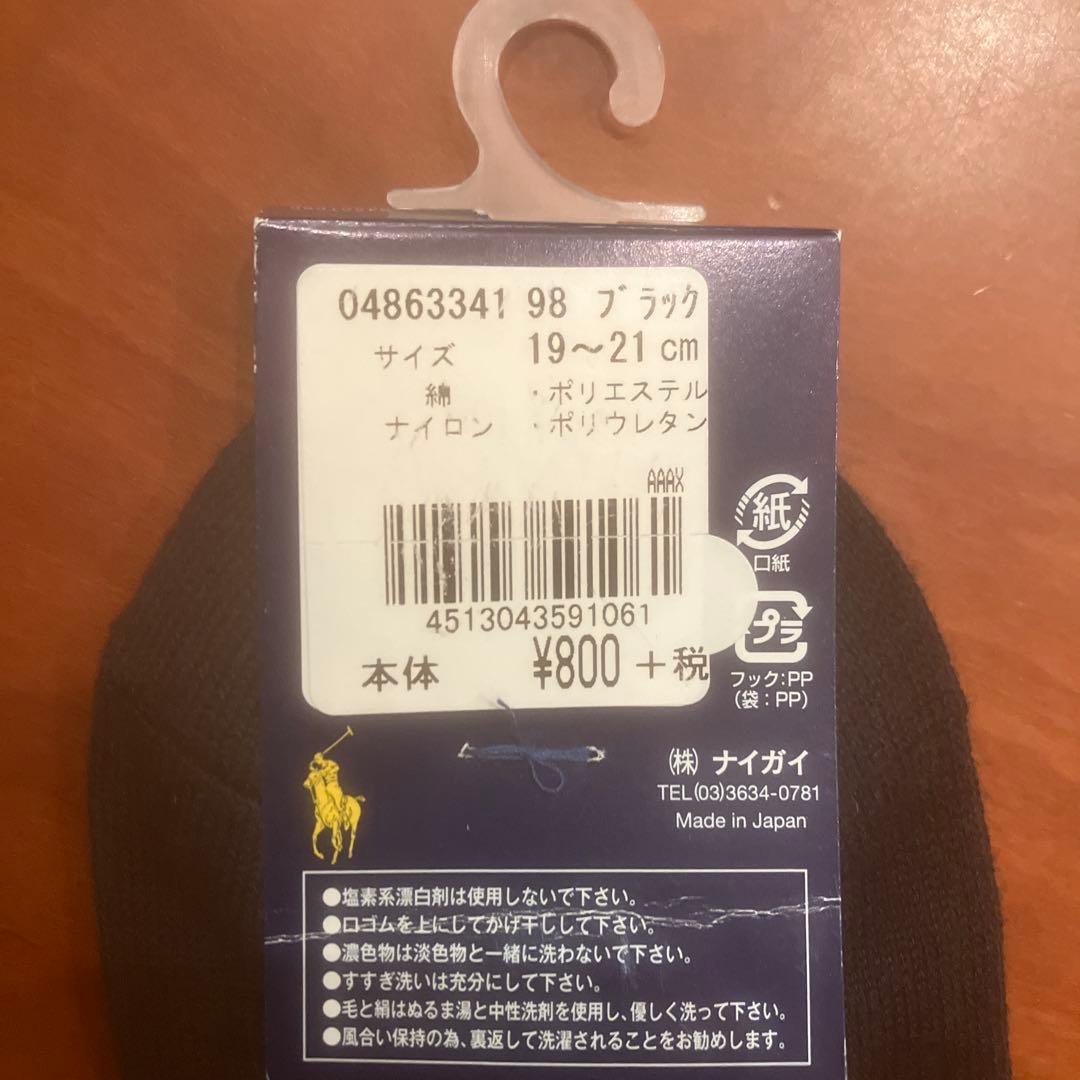 04863341 98 ブラック
サイズ 19～21cm
綿 ・ポリエステル
ナイロン ・ポリウレタン
AAAX
4513043591061
本体 ¥800 +税
紙
口紙
プラ
フック:PP
(袋:PP)
㈱ ナイガイ
TEL(03)3634-0781
Made in Japan
●塩素系漂白剤は使用しないで下さい。
●口ゴムを上にしてかげ干しして下さい。
●濃色物は淡色物と一緒に洗わないで下さい。
●すすぎ洗いは充分にして下さい。
●毛と絹はぬるま湯と中性洗剤を使用し、優しく洗って下さい。
●風合い保持の為、裏返して洗濯されることをお勧めします。